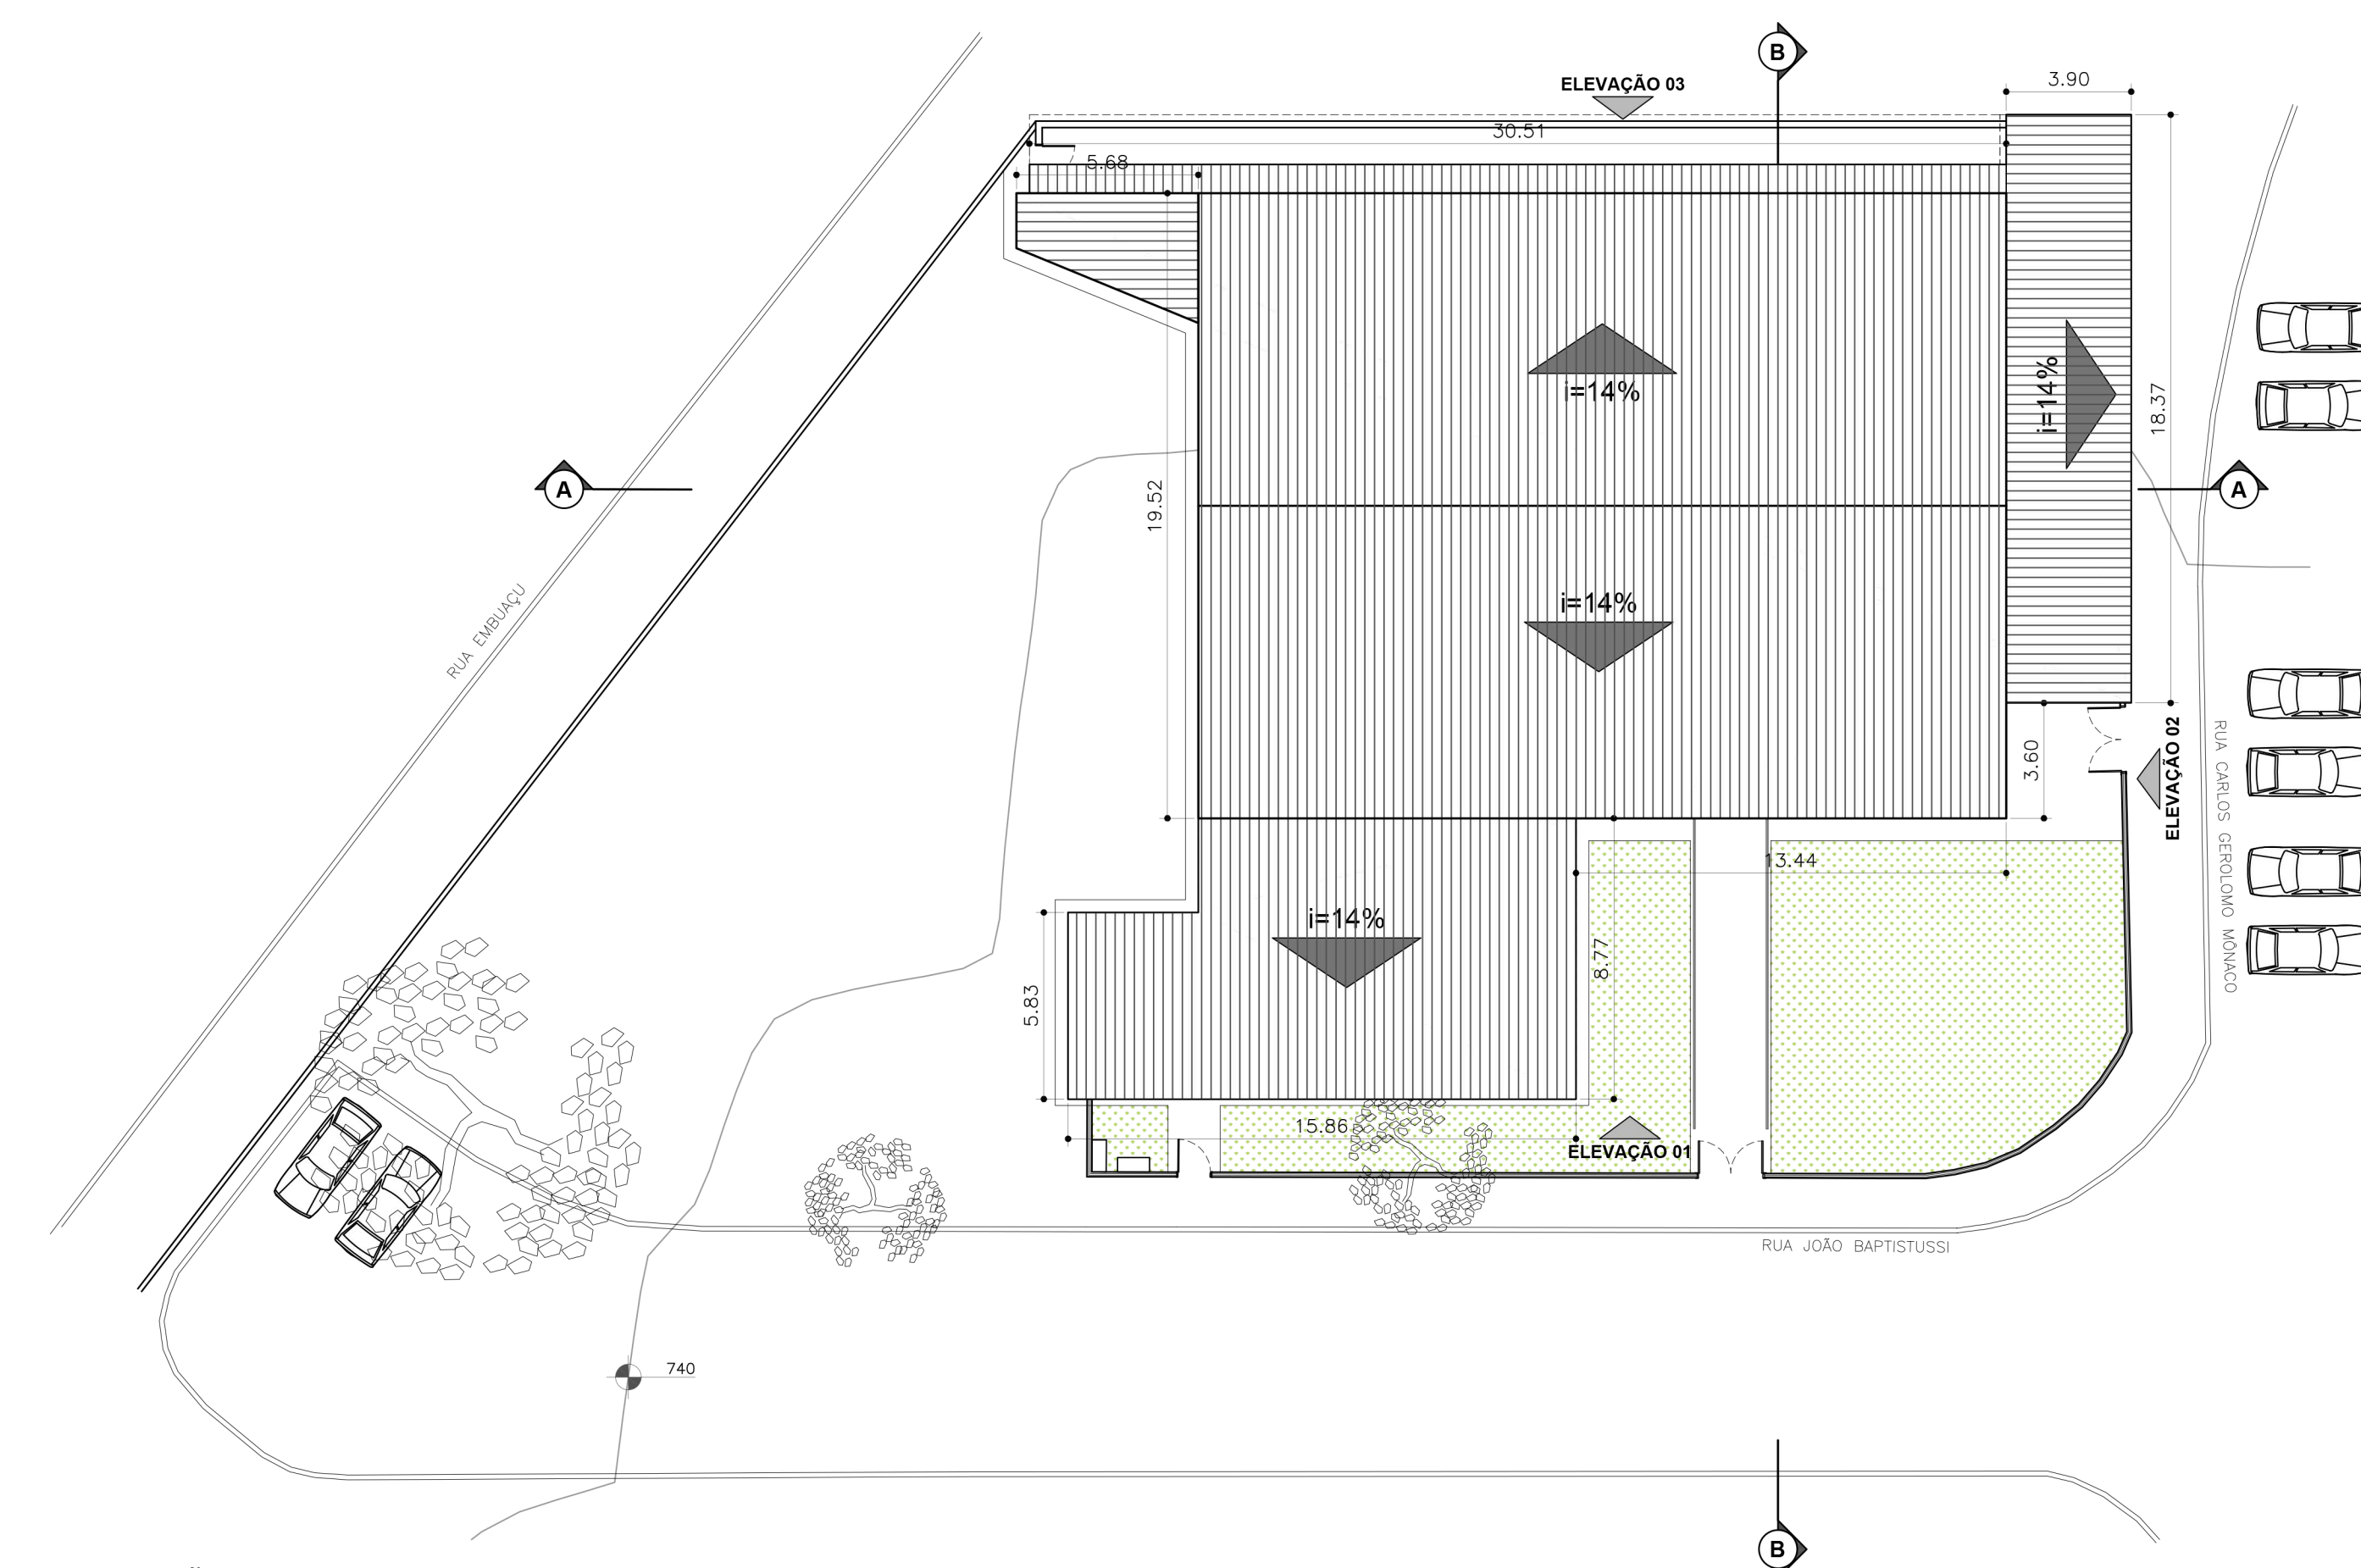 B
ELEVAÇÃO 03
3.90
30.51
5.68
i=14%
i=14%
18.37
A
A
19.52
RUA EMBUAÇU
i=14%
3.60
ELEVAÇÃO 02
RUA CARLOS GEROLOMO MÔNACO
13.44
i=14%
8.77
5.83
15.86
ELEVAÇÃO 01
RUA JOÃO BAPTISTUSSI
740
B